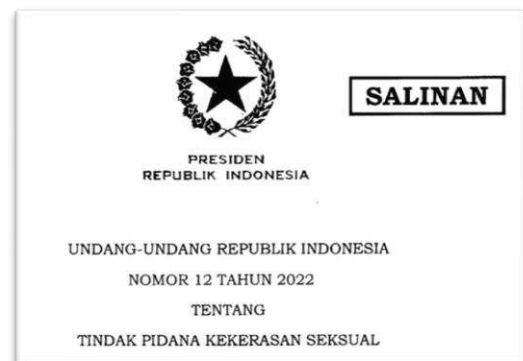 SALINAN
PRESIDEN
REPUBLIK INDONESIA
UNDANG-UNDANG REPUBLIK INDONESIA
NOMOR 12 TAHUN 2022
TENTANG
TINDAK PIDANA KEKERASAN SEKSUAL